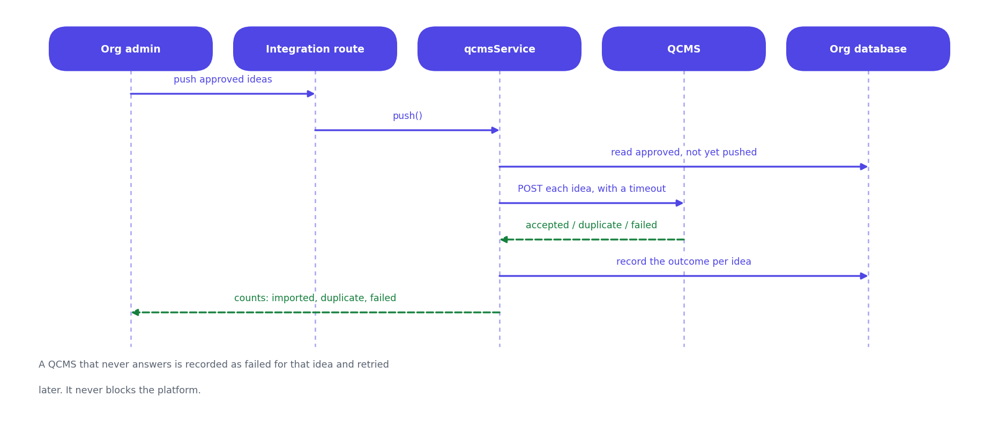 Org admin
Integration route
qcmsService
QCMS
Org database
push approved ideas
push()
read approved, not yet pushed
POST each idea, with a timeout
accepted / duplicate / failed
record the outcome per idea
counts: imported, duplicate, failed
A QCMS that never answers is recorded as failed for that idea and retried
later. It never blocks the platform.